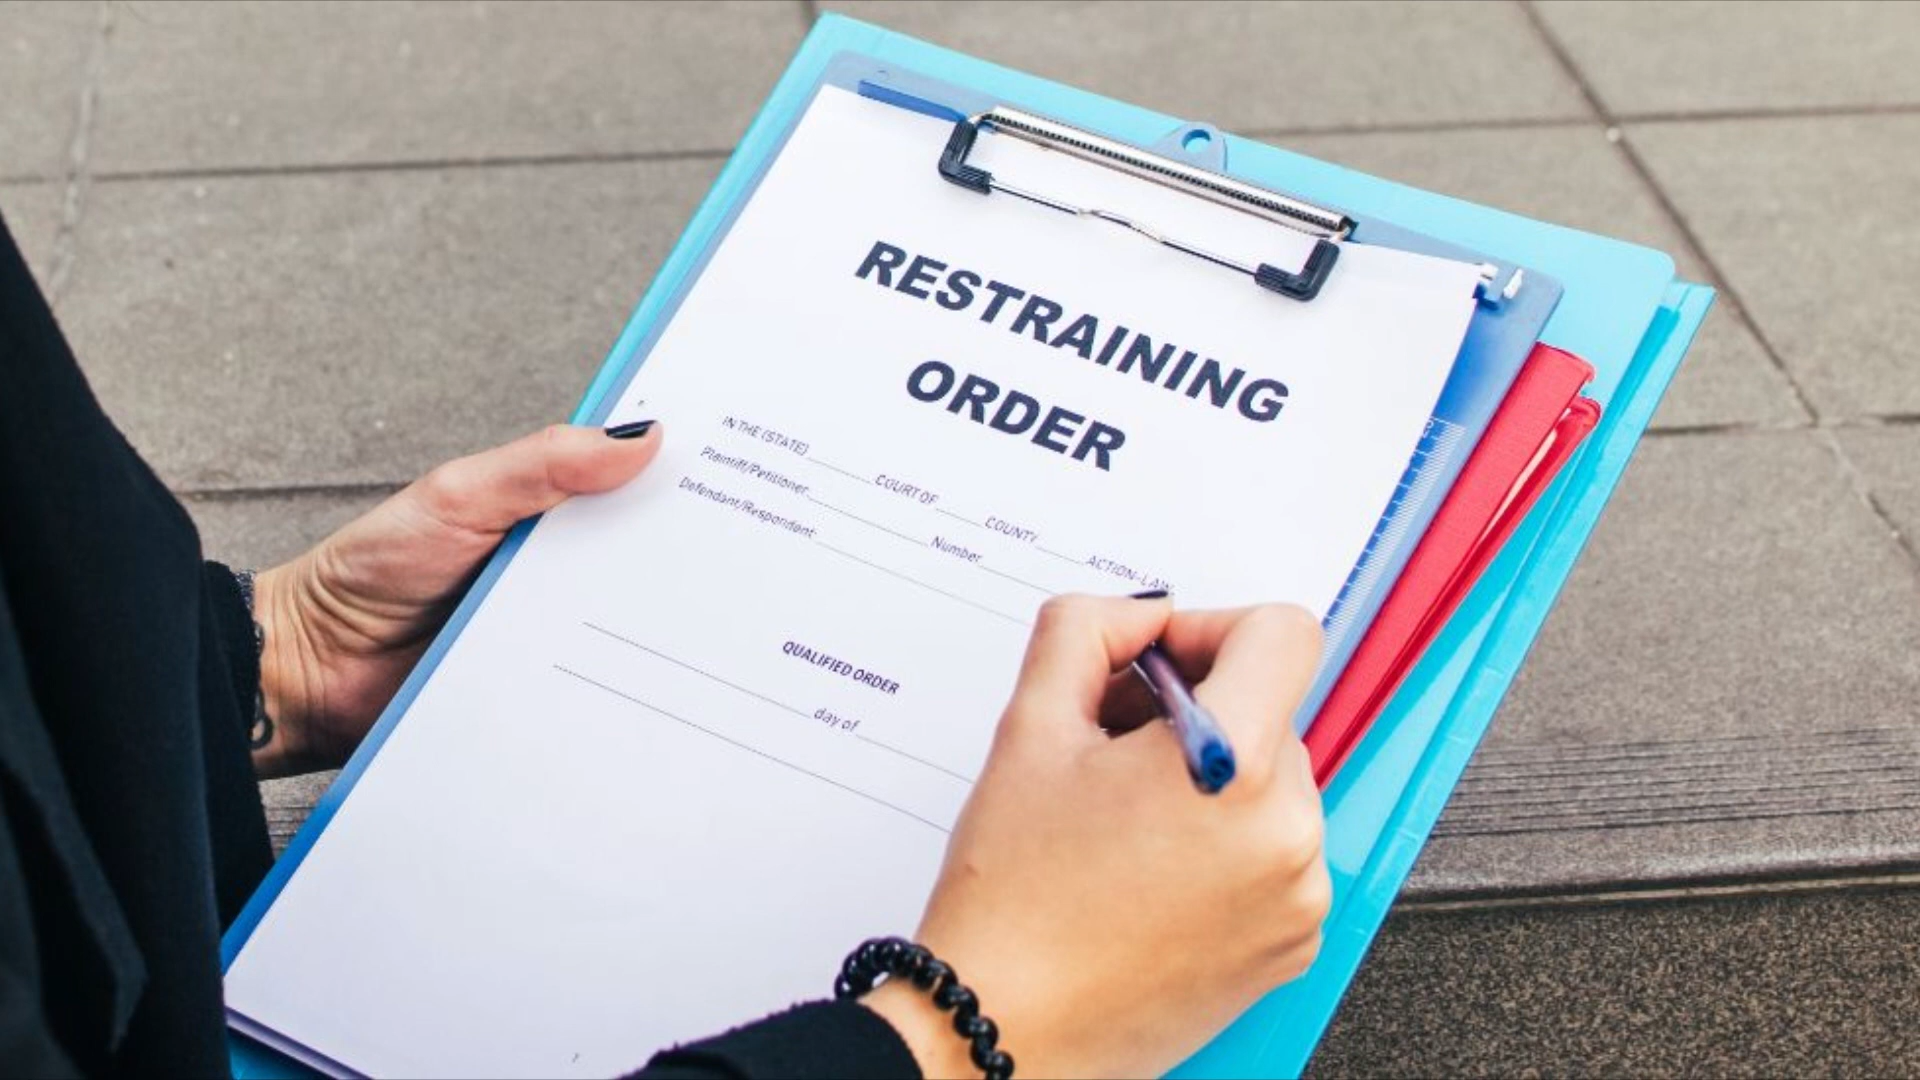 RESTRAINING
ORDER
IN THE (STATE) COURT OF COUNTY ACTION-LAW
Plaintiff/Petitioner Number
Defendant/Respondent:
QUALIFIED ORDER
day of